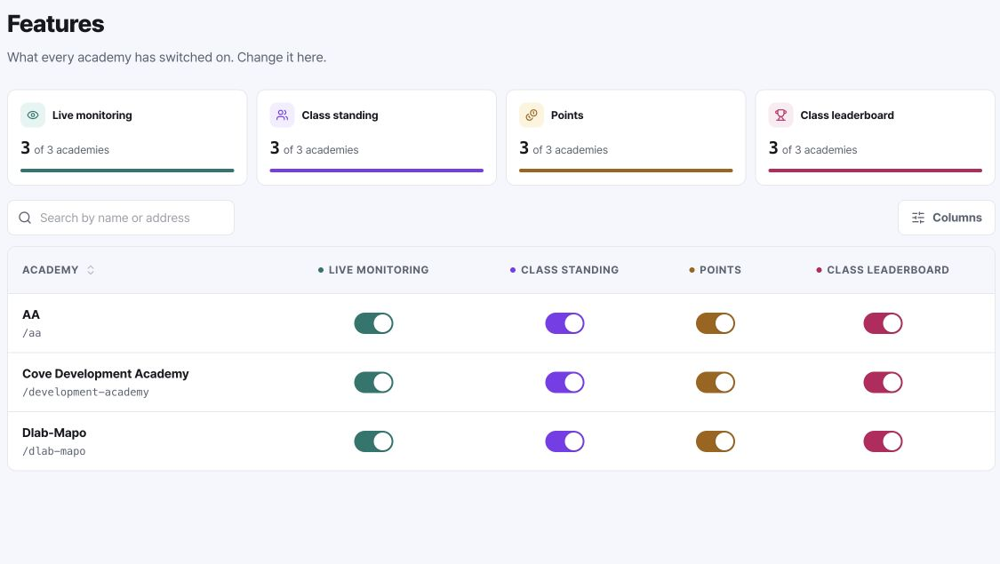 Features
What every academy has switched on. Change it here.
Live monitoring
3 of 3 academies
Class standing
3 of 3 academies
Points
3 of 3 academies
Class leaderboard
3 of 3 academies
Search by name or address
Columns
ACADEMY LIVE MONITORING CLASS STANDING POINTS CLASS LEADERBOARD
AA
/aa
Cove Development Academy
/development-academy
Dlab-Mapo
/dlab-mapo